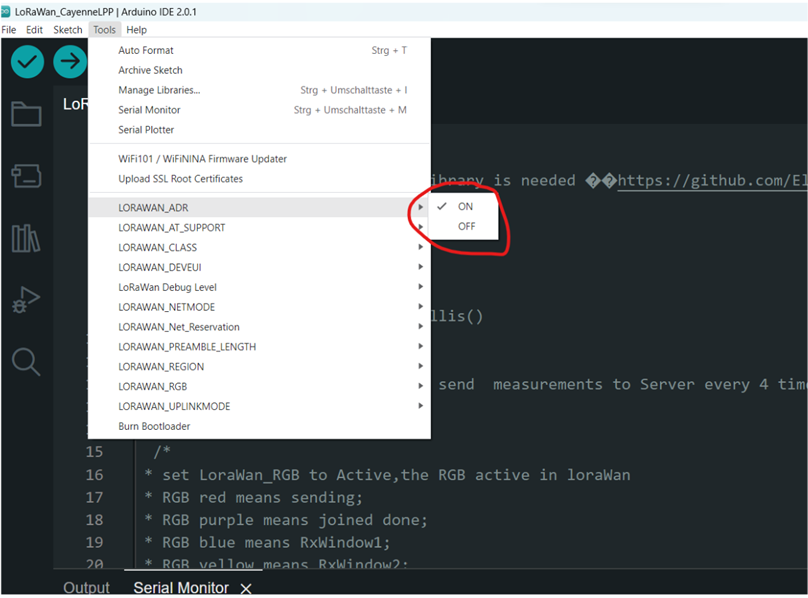 LoRaWan_CayenneLPP | Arduino IDE 2.0.1
File Edit Sketch Tools Help
Auto Format Strg + T
Archive Sketch
Manage Libraries... Strg + Umschalttaste + I
Serial Monitor Strg + Umschalttaste + M
Serial Plotter
WiFi101 / WiFiNINA Firmware Updater
Upload SSL Root Certificates
LORAWAN_ADR
ON
OFF
LORAWAN_AT_SUPPORT
LORAWAN_CLASS
LORAWAN_DEVEUI
LoRaWan Debug Level
LORAWAN_NETMODE
LORAWAN_Net_Reservation
LORAWAN_PREAMBLE_LENGTH
LORAWAN_REGION
LORAWAN_RGB
LORAWAN_UPLINKMODE
Burn Bootloader
LoR
ibrary is needed ��https://github.com/El
llis()
send measurements to Server every 4 time
15 /*
16 * set LoraWan_RGB to Active,the RGB active in loraWan
17 * RGB red means sending;
18 * RGB purple means joined done;
19 * RGB blue means RxWindow1;
20 * RGB yellow means RxWindow2;
Output Serial Monitor